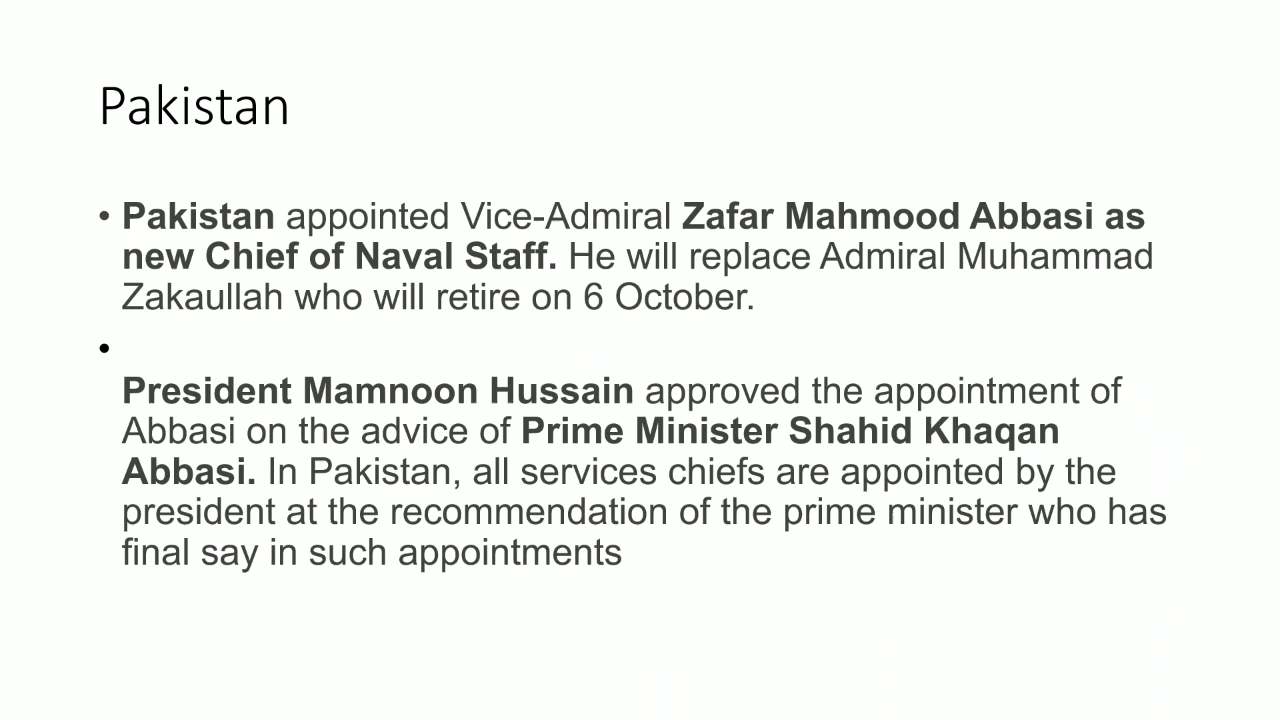 Pakistan
• Pakistan appointed Vice-Admiral Zafar Mahmood Abbasi as
new Chief of Naval Staff. He will replace Admiral Muhammad
Zakaullah who will retire on 6 October.
•
President Mamnoon Hussain approved the appointment of
Abbasi on the advice of Prime Minister Shahid Khaqan
Abbasi. In Pakistan, all services chiefs are appointed by the
president at the recommendation of the prime minister who has
final say in such appointments